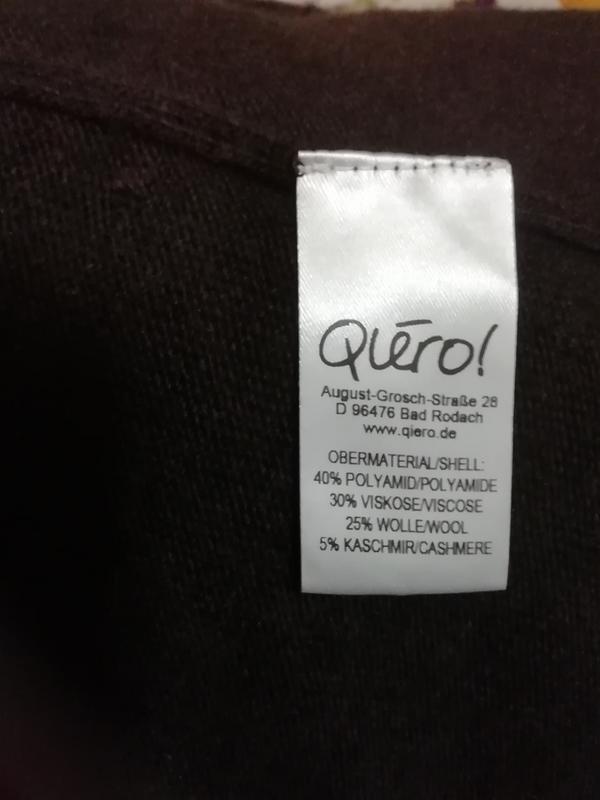 Qiēro!
August-Grosch-Straße 28
D 96476 Bad Rodach
www.qiero.de
OBERMATERIAL/SHELL:
40% POLYAMID/POLYAMIDE
30% VISKOSE/VISCOSE
25% WOLLE/WOOL
5% KASCHMIR/CASHMERE